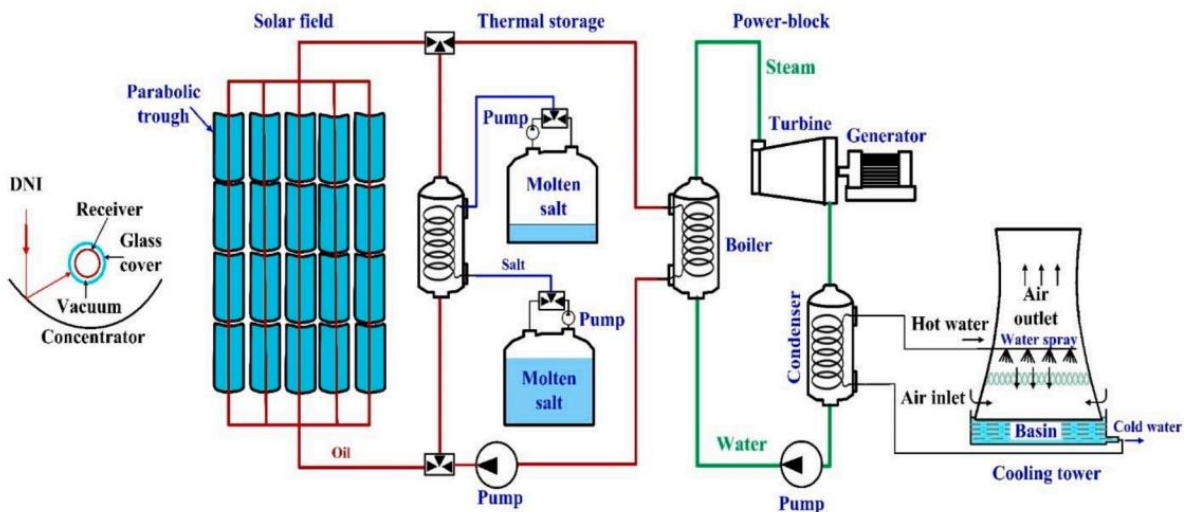 Solar field
Thermal storage
Power-block
Parabolic
trough
Steam
Pump
Turbine
Generator
DNI
Receiver
Glass
cover
Vacuum
Concentrator
Molten
salt
Boiler
Salt
Pump
Molten
salt
Condenser
Hot water
Air
outlet
Water spray
Air inlet
Basin
Cold water
Cooling tower
Oil
Pump
Water
Pump